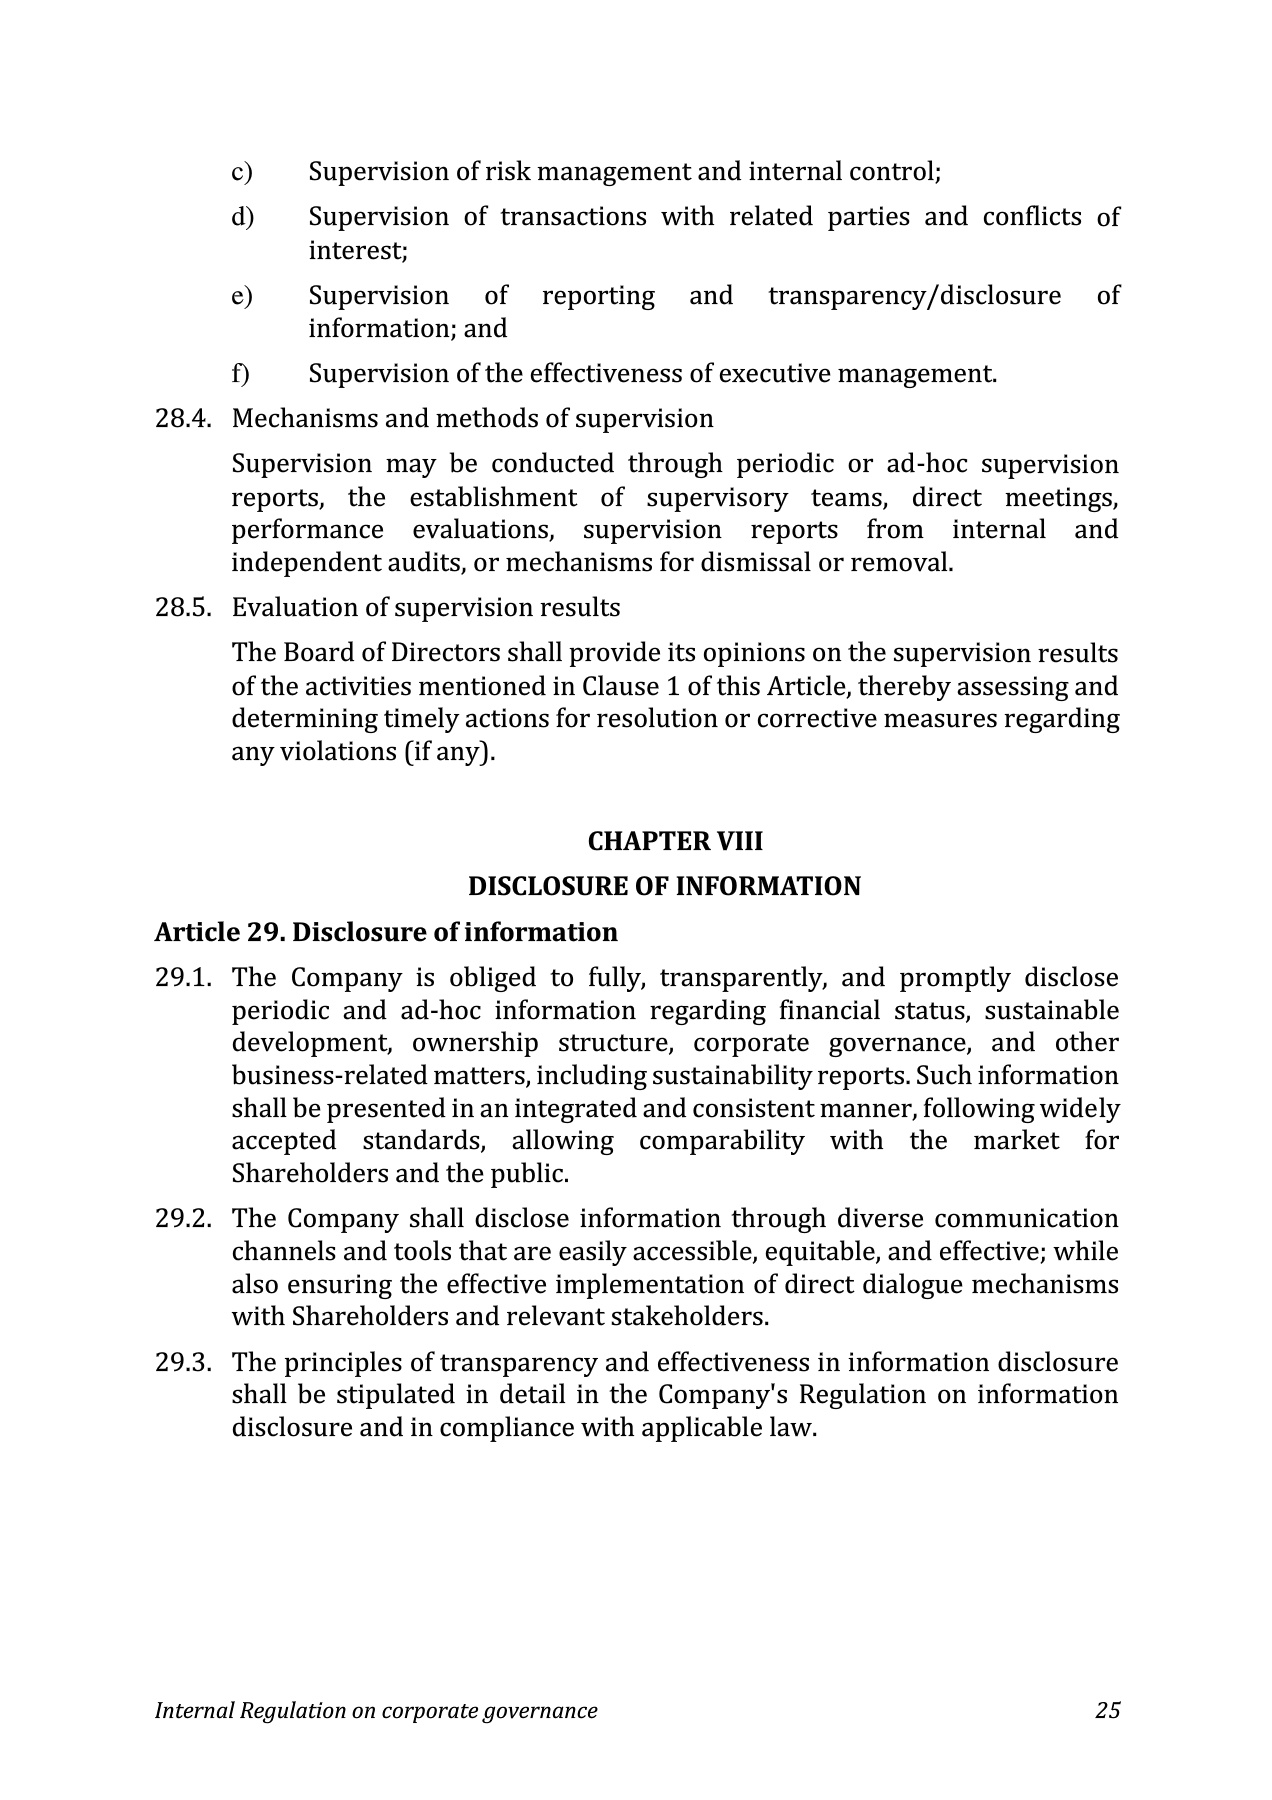 c) Supervision of risk management and internal control;
d) Supervision of transactions with related parties and conflicts of
interest;
e) Supervision of reporting and transparency/disclosure of
information; and
f) Supervision of the effectiveness of executive management.
28.4. Mechanisms and methods of supervision
Supervision may be conducted through periodic or ad-hoc supervision
reports, the establishment of supervisory teams, direct meetings,
performance evaluations, supervision reports from internal and
independent audits, or mechanisms for dismissal or removal.
28.5. Evaluation of supervision results
The Board of Directors shall provide its opinions on the supervision results
of the activities mentioned in Clause 1 of this Article, thereby assessing and
determining timely actions for resolution or corrective measures regarding
any violations (if any).
CHAPTER VIII
DISCLOSURE OF INFORMATION
Article 29. Disclosure of information
29.1. The Company is obliged to fully, transparently, and promptly disclose
periodic and ad-hoc information regarding financial status, sustainable
development, ownership structure, corporate governance, and other
business-related matters, including sustainability reports. Such information
shall be presented in an integrated and consistent manner, following widely
accepted standards, allowing comparability with the market for
Shareholders and the public.
29.2. The Company shall disclose information through diverse communication
channels and tools that are easily accessible, equitable, and effective; while
also ensuring the effective implementation of direct dialogue mechanisms
with Shareholders and relevant stakeholders.
29.3. The principles of transparency and effectiveness in information disclosure
shall be stipulated in detail in the Company's Regulation on information
disclosure and in compliance with applicable law.
Internal Regulation on corporate governance 25